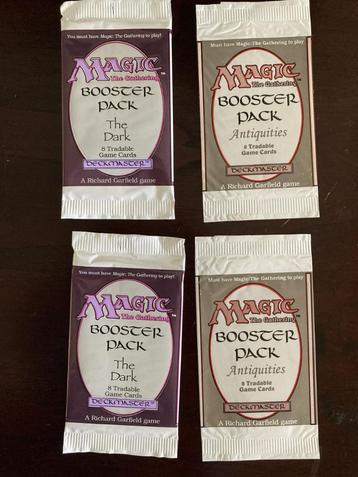 You must have Magic: The Gathering to play!
MAGIC
The Gathering
BOOSTER
PACK
The
Dark
8 Tradable
Game Cards
DECKMASTER™
A Richard Garfield game
Must have Magic: The Gathering to play
MAGIC
The Gathering
BOOSTER
PACK
Antiquities
8 Tradable
Game Cards
DECKMASTER
A Richard Garfield game
You must have Magic: The Gathering to play!
MAGIC
The Gathering
BOOSTER
PACK
The
Dark
8 Tradable
Game Cards
DECKMASTER™
A Richard Garfield game
Must have Magic: The Gathering to play
MAGIC
The Gathering
BOOSTER
PACK
Antiquities
8 Tradable
Game Cards
DECKMASTER
A Richard Garfield game